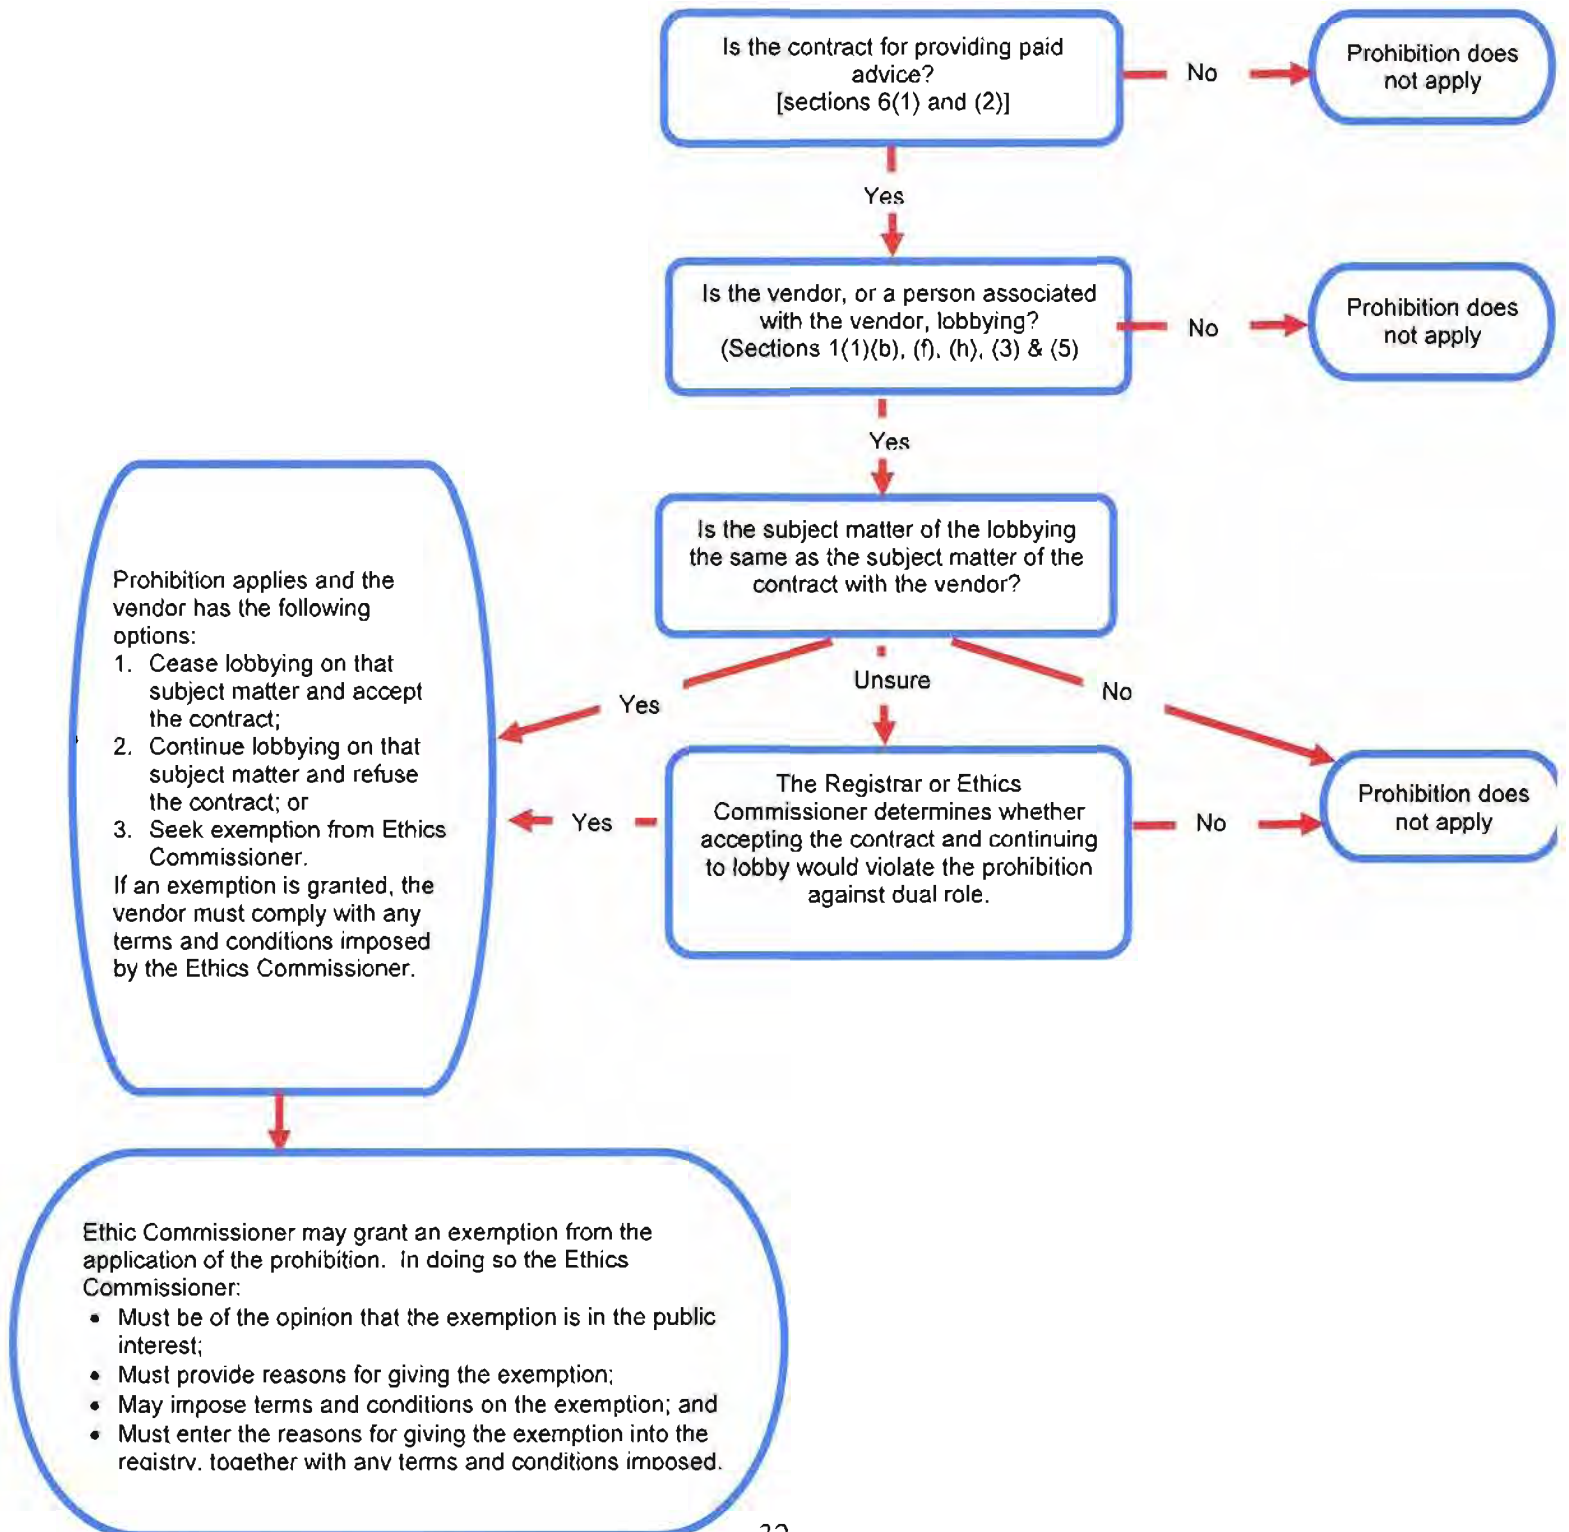 Is the contract for providing paid
advice?
[sections 6(1) and (2)]
No
Prohibition does
not apply
Yes
Is the vendor, or a person associated
with the vendor, lobbying?
(Sections 1(1)(b), (f), (h), (3) & (5)
No
Prohibition does
not apply
Yes
Is the subject matter of the lobbying
the same as the subject matter of the
contract with the vendor?
Yes
Unsure
No
Prohibition applies and the
vendor has the following
options:
1. Cease lobbying on that
subject matter and accept
the contract;
2. Continue lobbying on that
subject matter and refuse
the contract; or
3. Seek exemption from Ethics
Commissioner.
If an exemption is granted, the
vendor must comply with any
terms and conditions imposed
by the Ethics Commissioner.
Yes
The Registrar or Ethics
Commissioner determines whether
accepting the contract and continuing
to lobby would violate the prohibition
against dual role.
No
Prohibition does
not apply
Ethic Commissioner may grant an exemption from the
application of the prohibition. In doing so the Ethics
Commissioner:
• Must be of the opinion that the exemption is in the public
interest;
• Must provide reasons for giving the exemption;
• May impose terms and conditions on the exemption; and
• Must enter the reasons for giving the exemption into the
registry, together with any terms and conditions imposed.